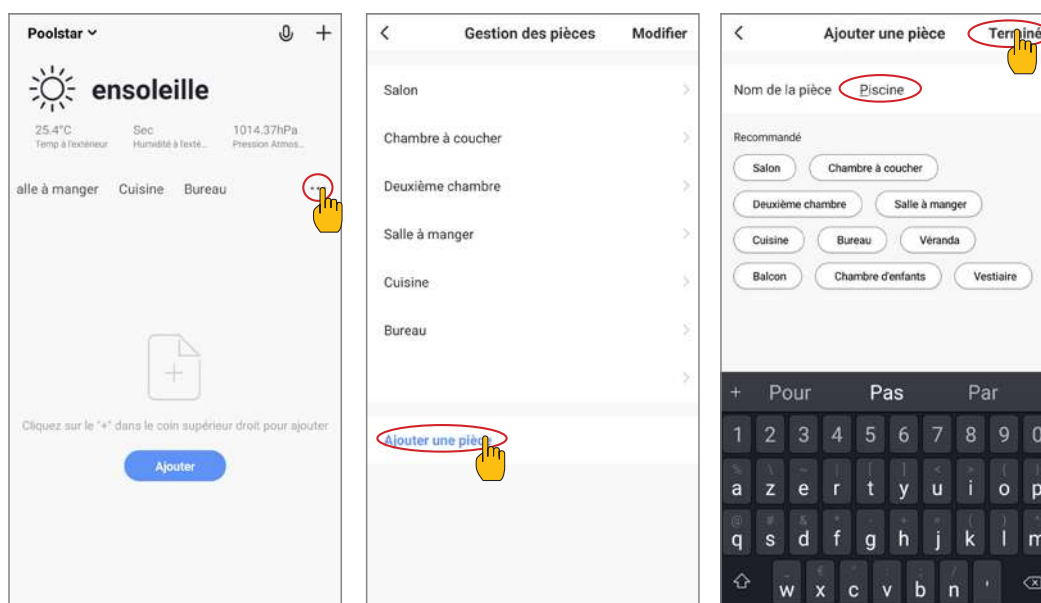 Poolstar
ensoleille
25.4°C Sec 1014.37hPa
Temp à l'extérieur Humidité à l'exté... Pression Atmos...
alle à manger Cuisine Bureau ...
Cliquez sur le "+" dans le coin supérieur droit pour ajouter
Ajouter
Gestion des pièces Modifier
Salon
Chambre à coucher
Deuxième chambre
Salle à manger
Cuisine
Bureau
Ajouter une pièce
Ajouter une pièce Terminé
Nom de la pièce Piscine
Recommandé
Salon Chambre à coucher
Deuxième chambre Salle à manger
Cuisine Bureau Véranda
Balcon Chambre d'enfants Vestiaire
+ Pour Pas Par
1 2 3 4 5 6 7 8 9 0
a z e r t y u i o p
q s d f g h j k l m
w x c v b n '